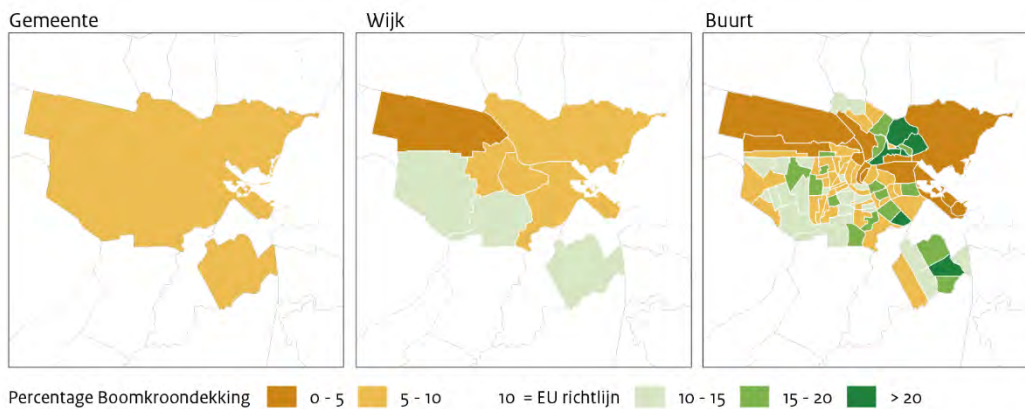 Gemeente
Wijk
Buurt
Percentage Boomkroondekking 0 - 5 5 - 10 10 = EU richtlijn 10 - 15 15 - 20 > 20